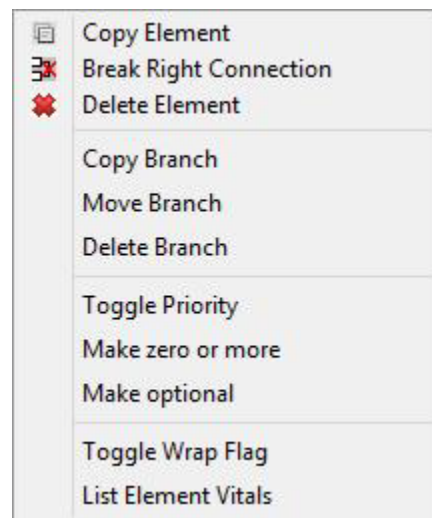 Copy Element
Break Right Connection
Delete Element
Copy Branch
Move Branch
Delete Branch
Toggle Priority
Make zero or more
Make optional
Toggle Wrap Flag
List Element Vitals